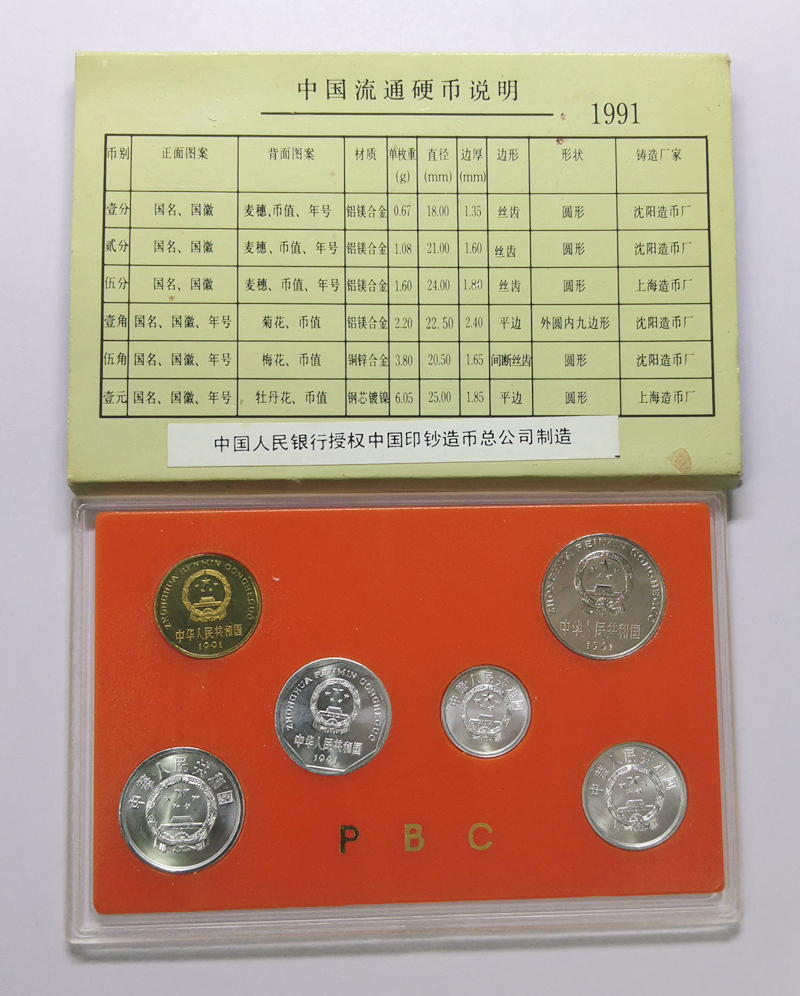 中国流通硬币说明
1991
币别 正面图案 背面图案 材质 单枚重(g) 直径(mm) 边厚(mm) 边形 形状 铸造厂家
壹分 国名、国徽 麦穗、币值、年号 铝镁合金 0.67 18.00 1.35 丝齿 圆形 沈阳造币厂
贰分 国名、国徽 麦穗、币值、年号 铝镁合金 1.08 21.00 1.60 丝齿 圆形 沈阳造币厂
伍分 国名、国徽 麦穗、币值、年号 铝镁合金 1.60 24.00 1.80 丝齿 圆形 上海造币厂
壹角 国名、国徽、年号 菊花、币值 铝镁合金 2.20 22.50 2.40 平边 外圆内九边形 沈阳造币厂
伍角 国名、国徽、年号 梅花、币值 铜锌合金 3.80 20.50 1.65 间断丝齿 圆形 沈阳造币厂
壹元 国名、国徽、年号 牡丹花、币值 钢芯镀镍 6.05 25.00 1.85 平边 圆形 上海造币厂
中国人民银行授权中国印钞造币总公司制造
ZHONGHUA RENMIN GONGHEGUO
中华人民共和国
1991
ZHONGHUA RENMIN GONGHEGUO
中华人民共和国
1991
ZHONGHUA RENMIN GONGHEGUO
中华人民共和国
1991
中华人民共和国
中华人民共和国
中华人民共和国
P B C